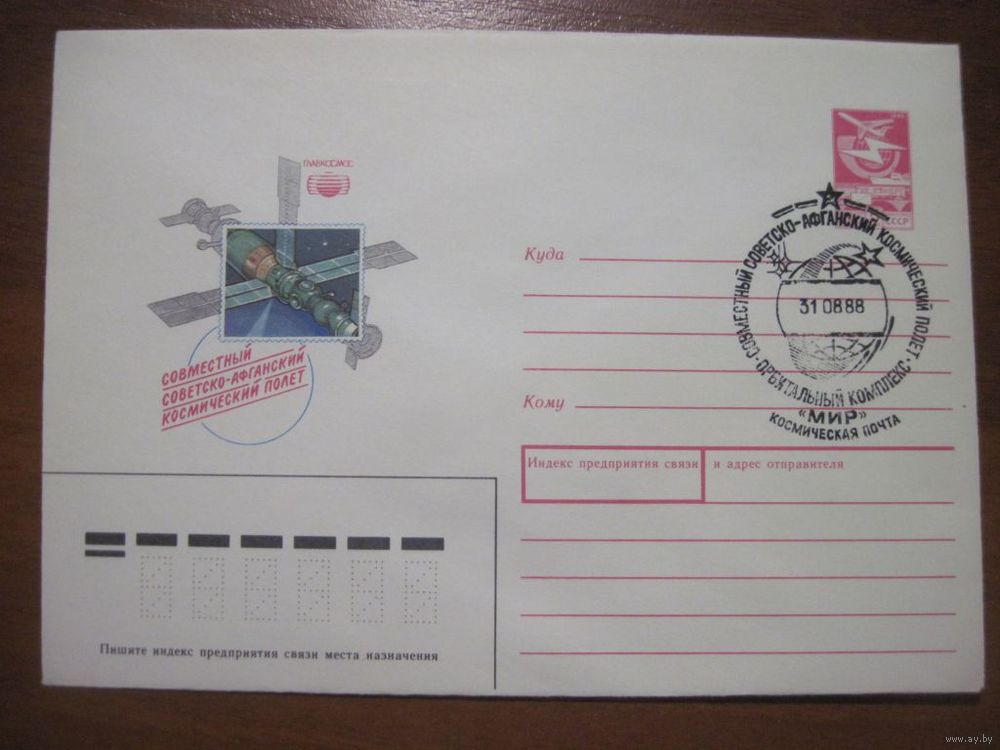 ГЛАВКОСМОС
СОВМЕСТНЫЙ
СОВЕТСКО-АФГАНСКИЙ
КОСМИЧЕСКИЙ ПОЛЕТ
СССР
СОВМЕСТНЫЙ СОВЕТСКО-АФГАНСКИЙ КОСМИЧЕСКИЙ ПОЛЕТ
31 08 88
ОРБИТАЛЬНЫЙ КОМПЛЕКС
«МИР»
КОСМИЧЕСКАЯ ПОЧТА
Куда
Кому
Индекс предприятия связи и адрес отправителя
Пишите индекс предприятия связи места назначения
www.ay.by